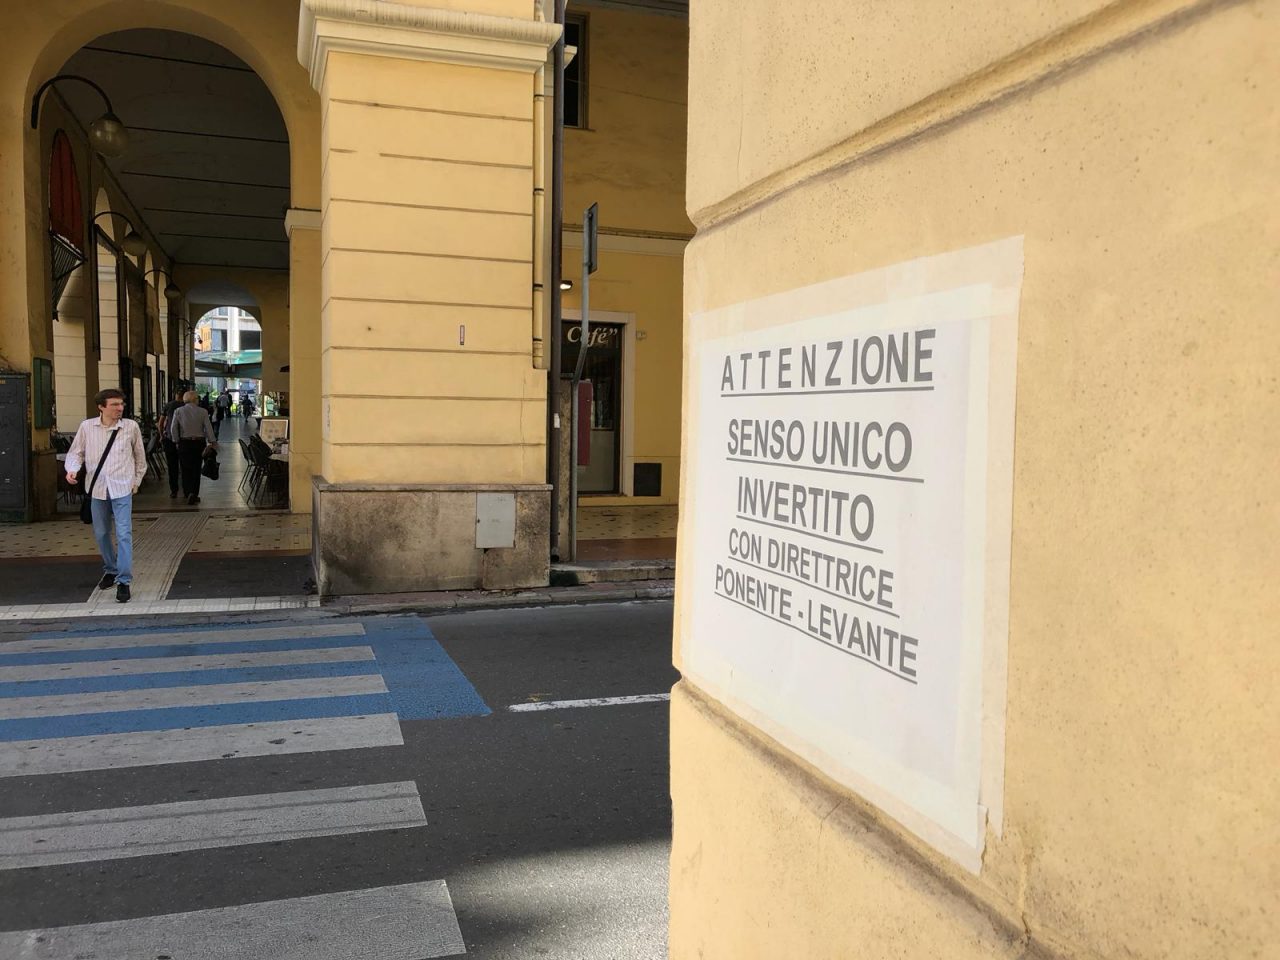 Café"
ATTENZIONE
SENSO UNICO
INVERTITO
CON DIRETTRICE
PONENTE - LEVANTE